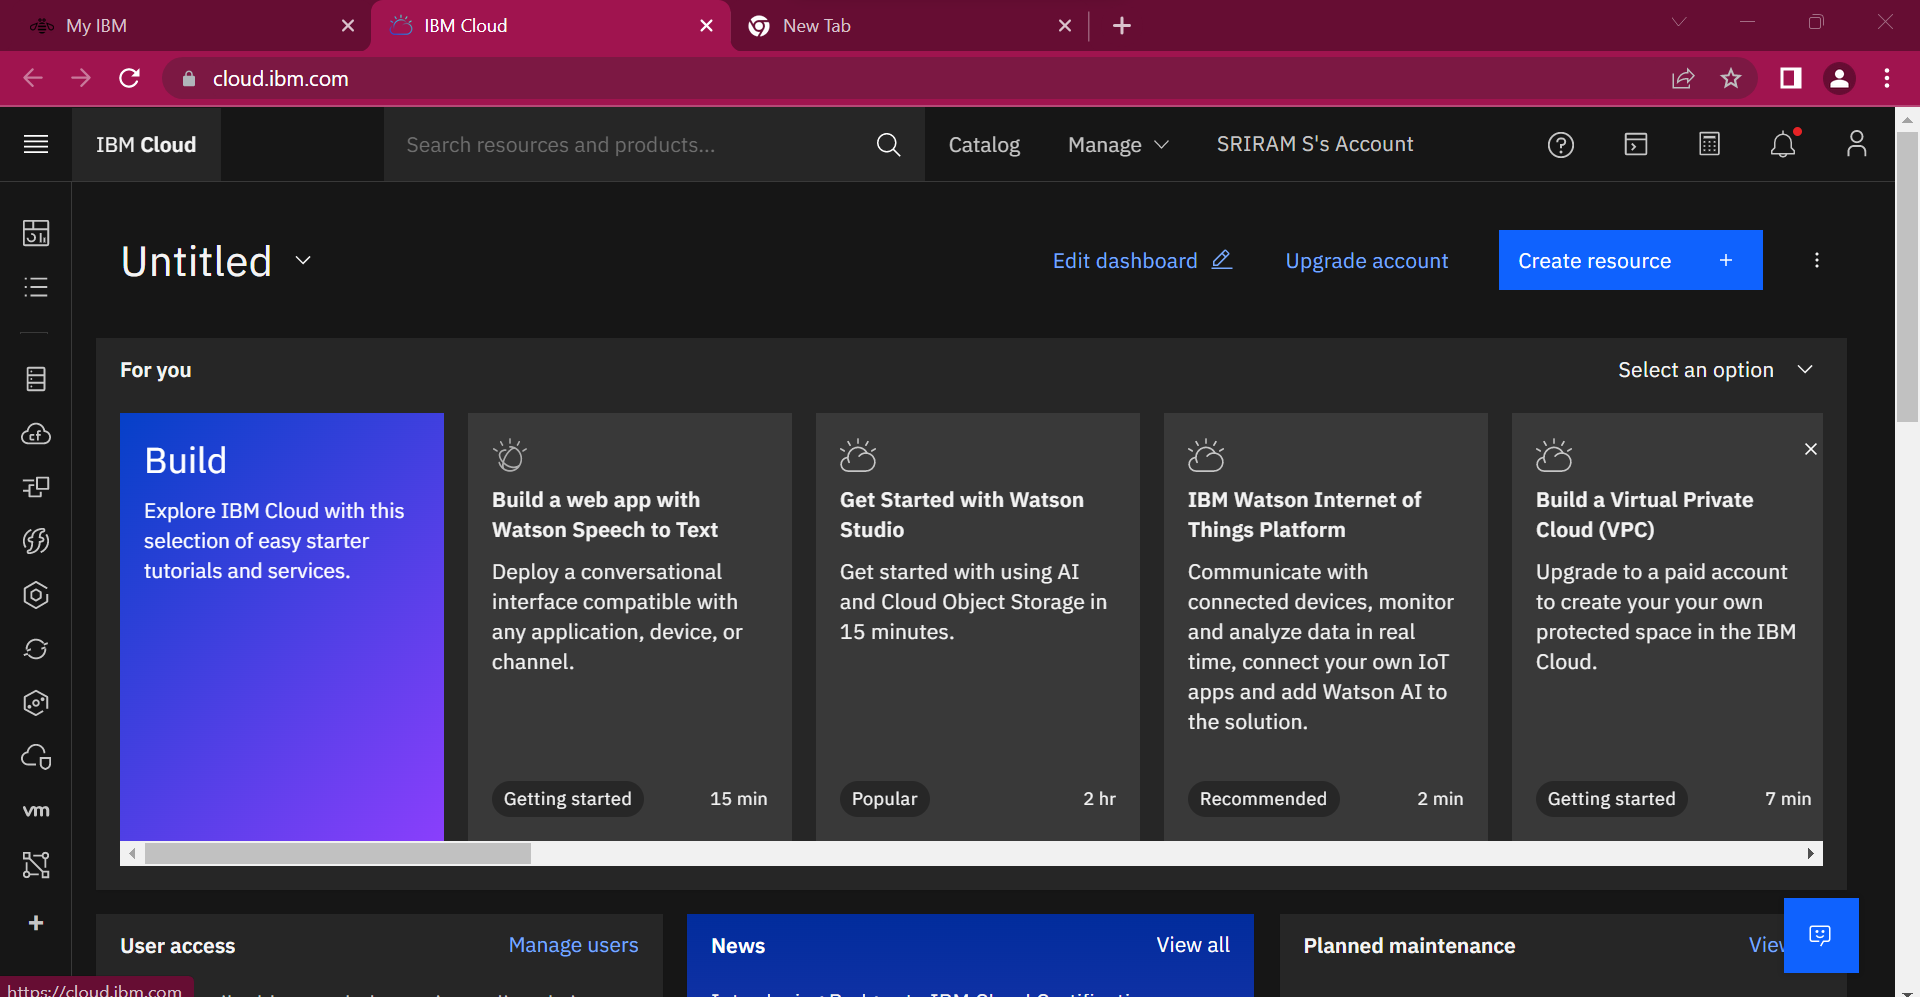 My IBM
IBM Cloud
New Tab
cloud.ibm.com
IBM Cloud
Search resources and products...
Catalog
Manage
SRIRAM S's Account
Untitled
Edit dashboard
Upgrade account
Create resource +
For you
Select an option
Build
Explore IBM Cloud with this
selection of easy starter
tutorials and services.
Build a web app with
Watson Speech to Text
Deploy a conversational
interface compatible with
any application, device, or
channel.
Getting started
15 min
Get Started with Watson
Studio
Get started with using AI
and Cloud Object Storage in
15 minutes.
Popular
2 hr
IBM Watson Internet of
Things Platform
Communicate with
connected devices, monitor
and analyze data in real
time, connect your own IoT
apps and add Watson AI to
the solution.
Recommended
2 min
Build a Virtual Private
Cloud (VPC)
Upgrade to a paid account
to create your your own
protected space in the IBM
Cloud.
Getting started
7 min
cf
vm
User access
Manage users
News
View all
Planned maintenance
https://cloud.ibm.com